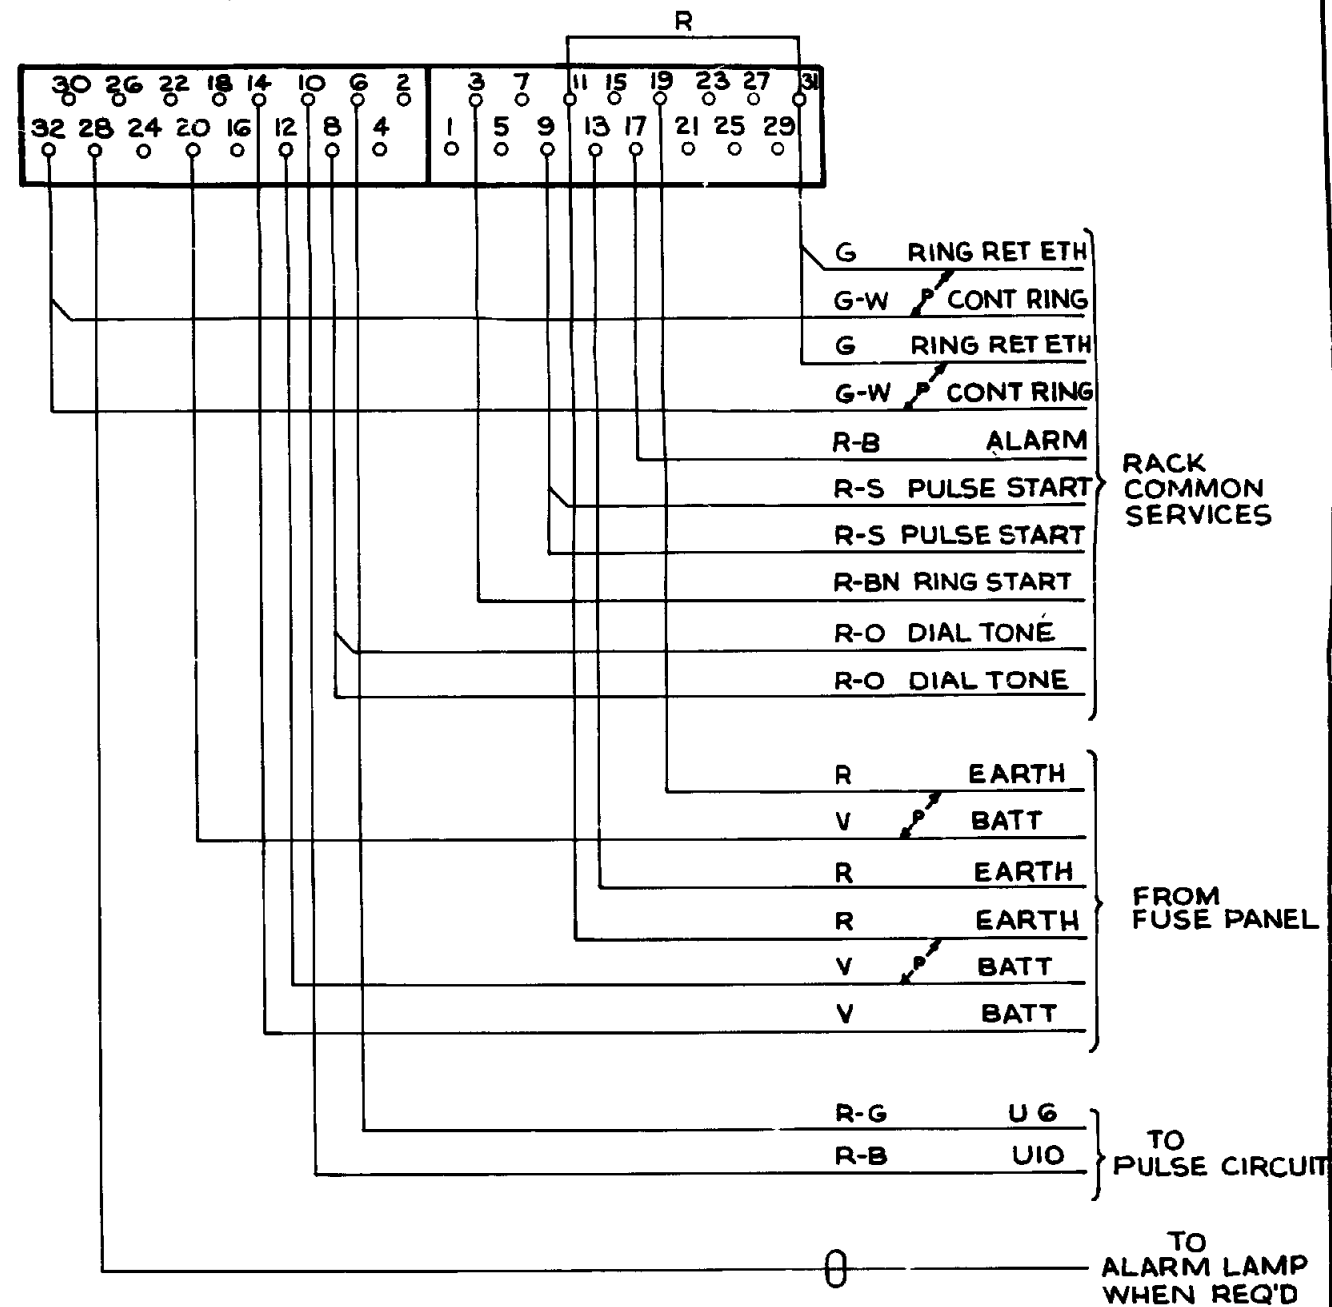 R
30 26 22 18 14 10 6 2 3 7 11 15 19 23 27 31
32 28 24 20 16 12 8 4 1 5 9 13 17 21 25 29
G RING RET ETH
P
G-W CONT RING
G RING RET ETH
P
G-W CONT RING
R-B ALARM
R-S PULSE START
R-S PULSE START
R-BN RING START
R-O DIAL TONE
R-O DIAL TONE
RACK
COMMON
SERVICES
R EARTH
P
V BATT
R EARTH
R EARTH
P
V BATT
V BATT
FROM
FUSE PANEL
R-G U6
R-B U10
TO
PULSE CIRCUIT
TO
ALARM LAMP
WHEN REQ'D